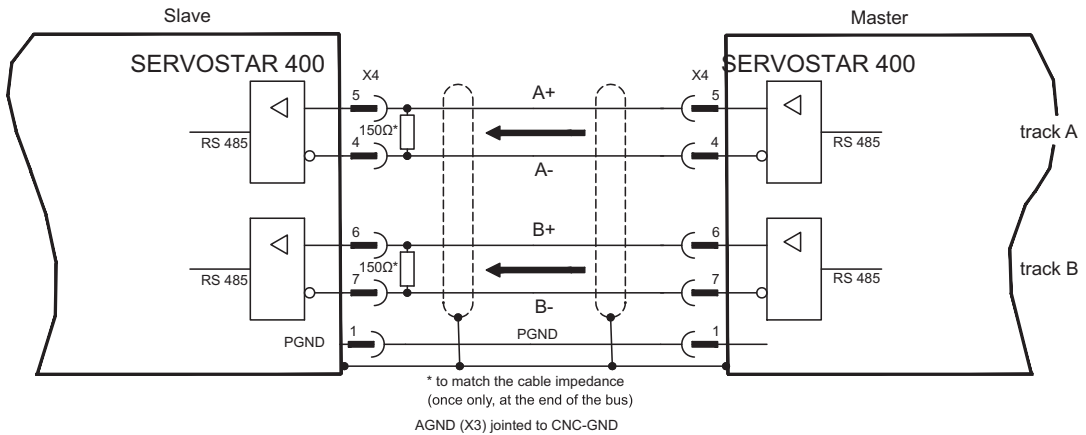 Slave
Master
SERVOSTAR 400
SERVOSTAR 400
X4
X4
5
A+
5
150Ω*
RS 485
4
A-
4
RS 485
track A
6
B+
6
150Ω*
RS 485
7
B-
7
RS 485
track B
PGND
1
PGND
1
* to match the cable impedance
(once only, at the end of the bus)
AGND (X3) jointed to CNC-GND